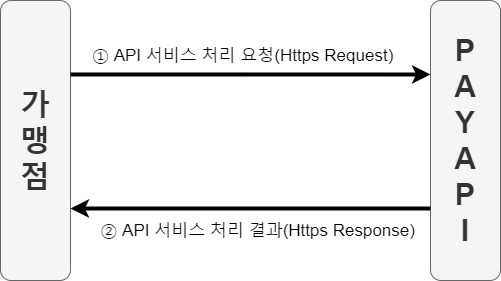 ① API 서비스 처리 요청(Https Request)
가맹점
PAYAPI
② API 서비스 처리 결과(Https Response)